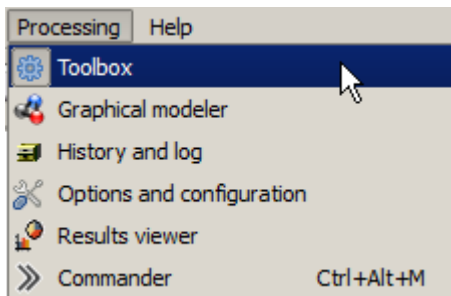 Processing Help
Toolbox
Graphical modeler
History and log
Options and configuration
Results viewer
Commander Ctrl+Alt+M